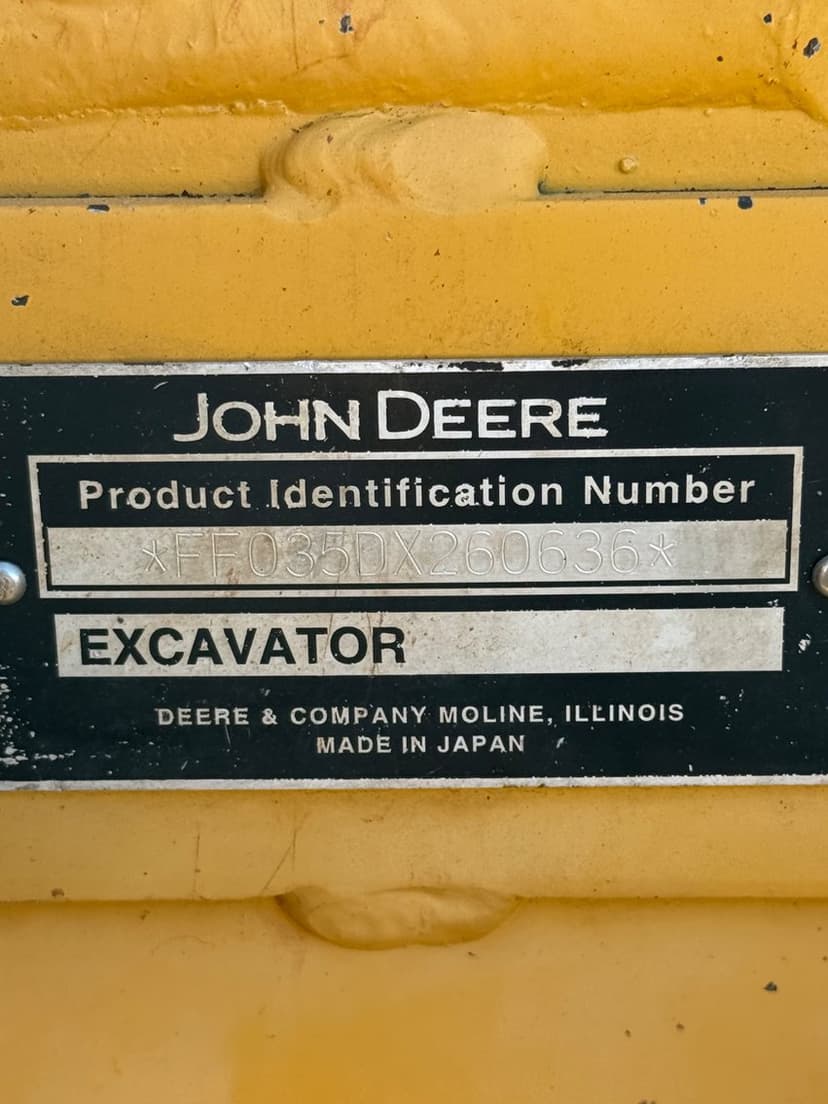 JOHN DEERE
Product Identification Number
*FF035DX260636*
EXCAVATOR
DEERE & COMPANY MOLINE, ILLINOIS
MADE IN JAPAN